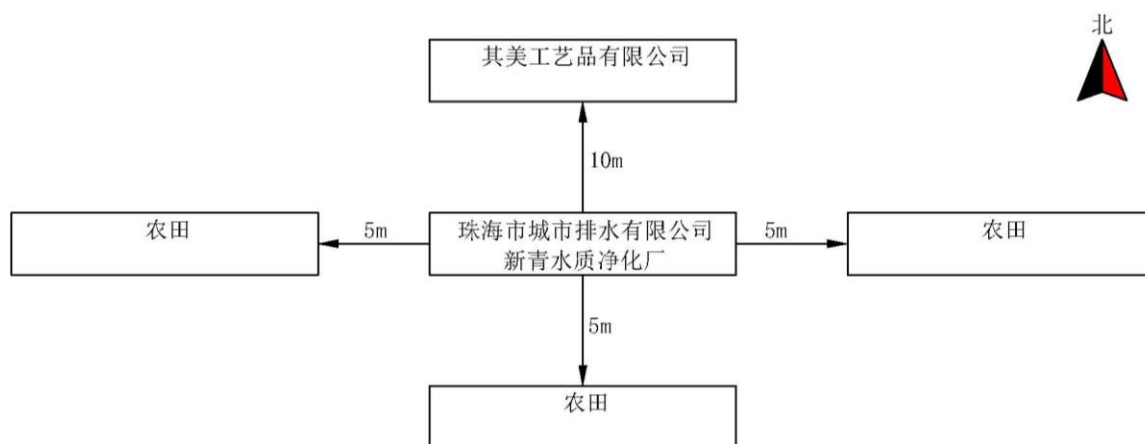 北
其美工艺品有限公司
10m
农田
5m
珠海市城市排水有限公司
新青水质净化厂
5m
农田
5m
农田